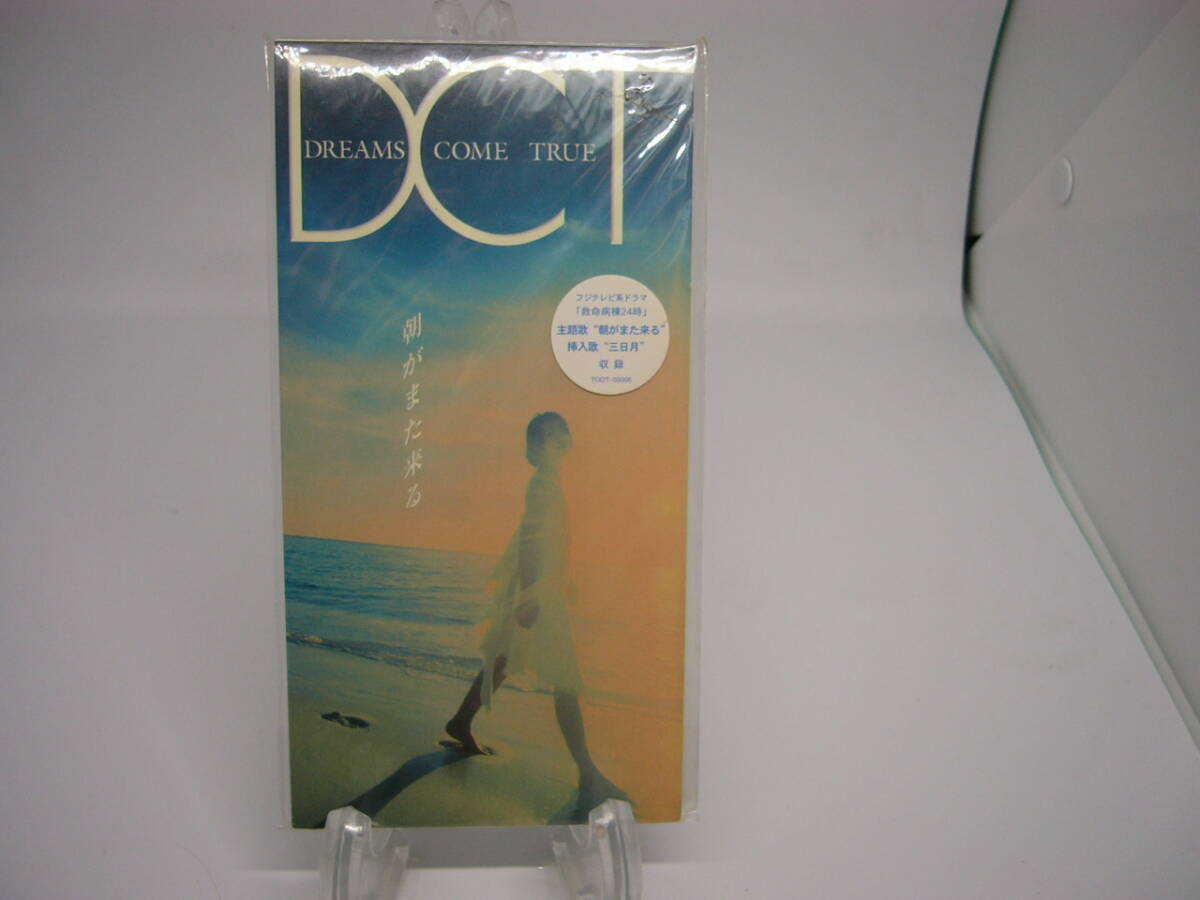 DCT
DREAMS COME TRUE
フジテレビ系ドラマ
「救命病棟24時」
主題歌 "朝がまた来る"
挿入歌 "三日月"
収録
朝がまた来る